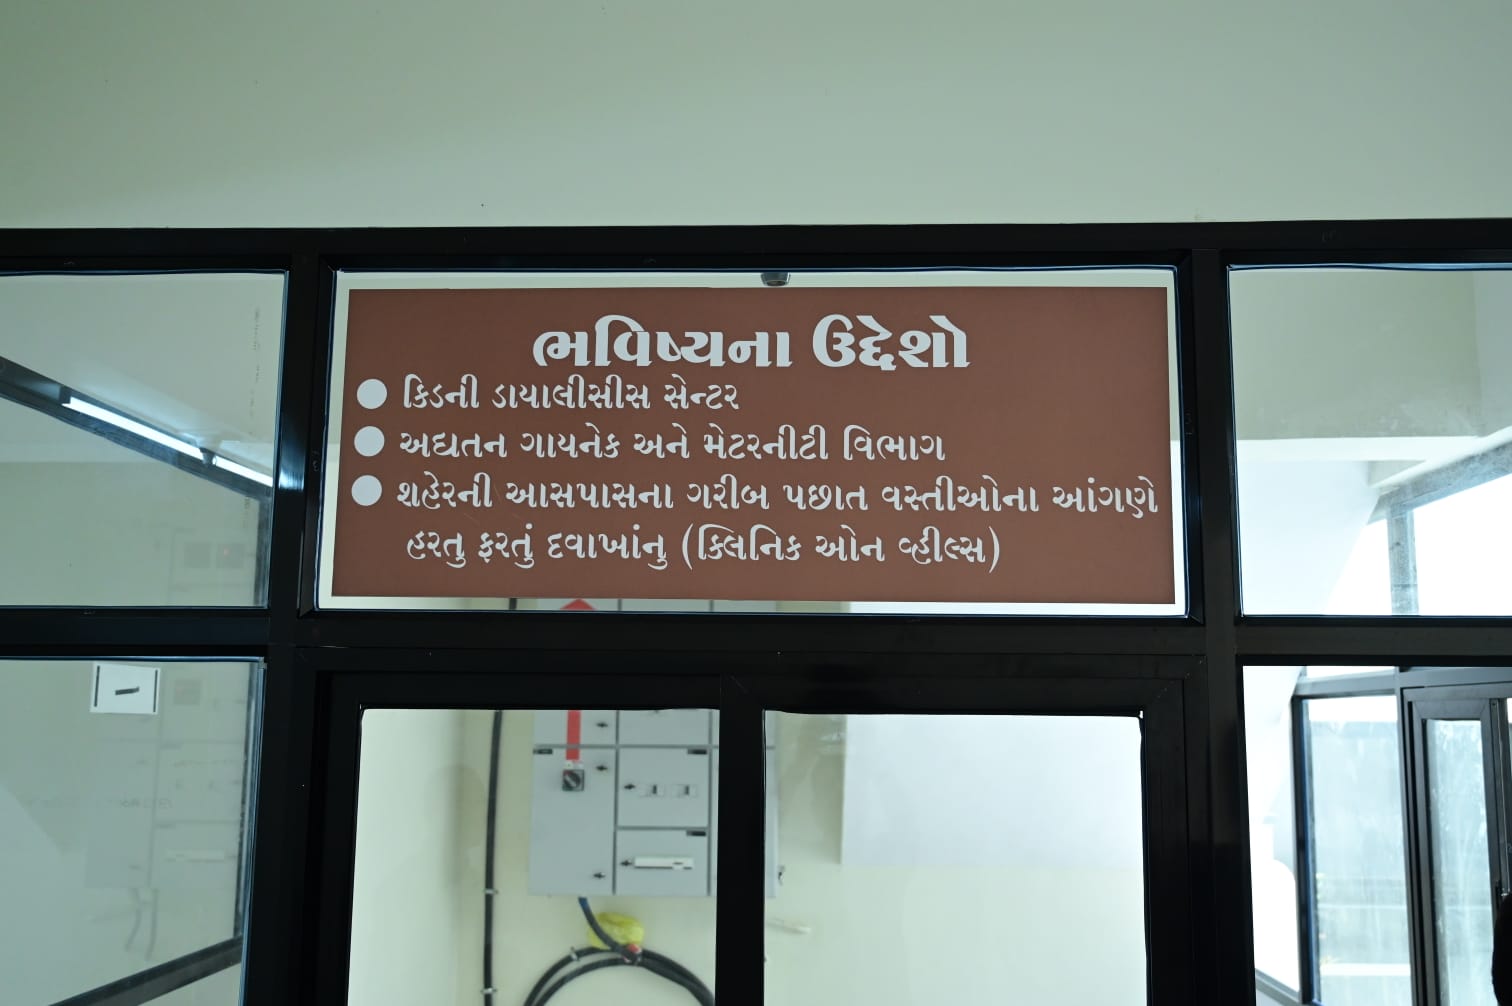 ભવિષ્યના ઉદ્દેશો
● કિડની ડાયાલીસીસ સેન્ટર
● અદ્યતન ગાયનેક અને મેટરનીટી વિભાગ
● શહેરની આસપાસના ગરીબ પછાત વસ્તીઓના આંગણે
હરતુ ફરતું દવાખાંનુ (ક્લિનિક ઓન વ્હીલ્સ)